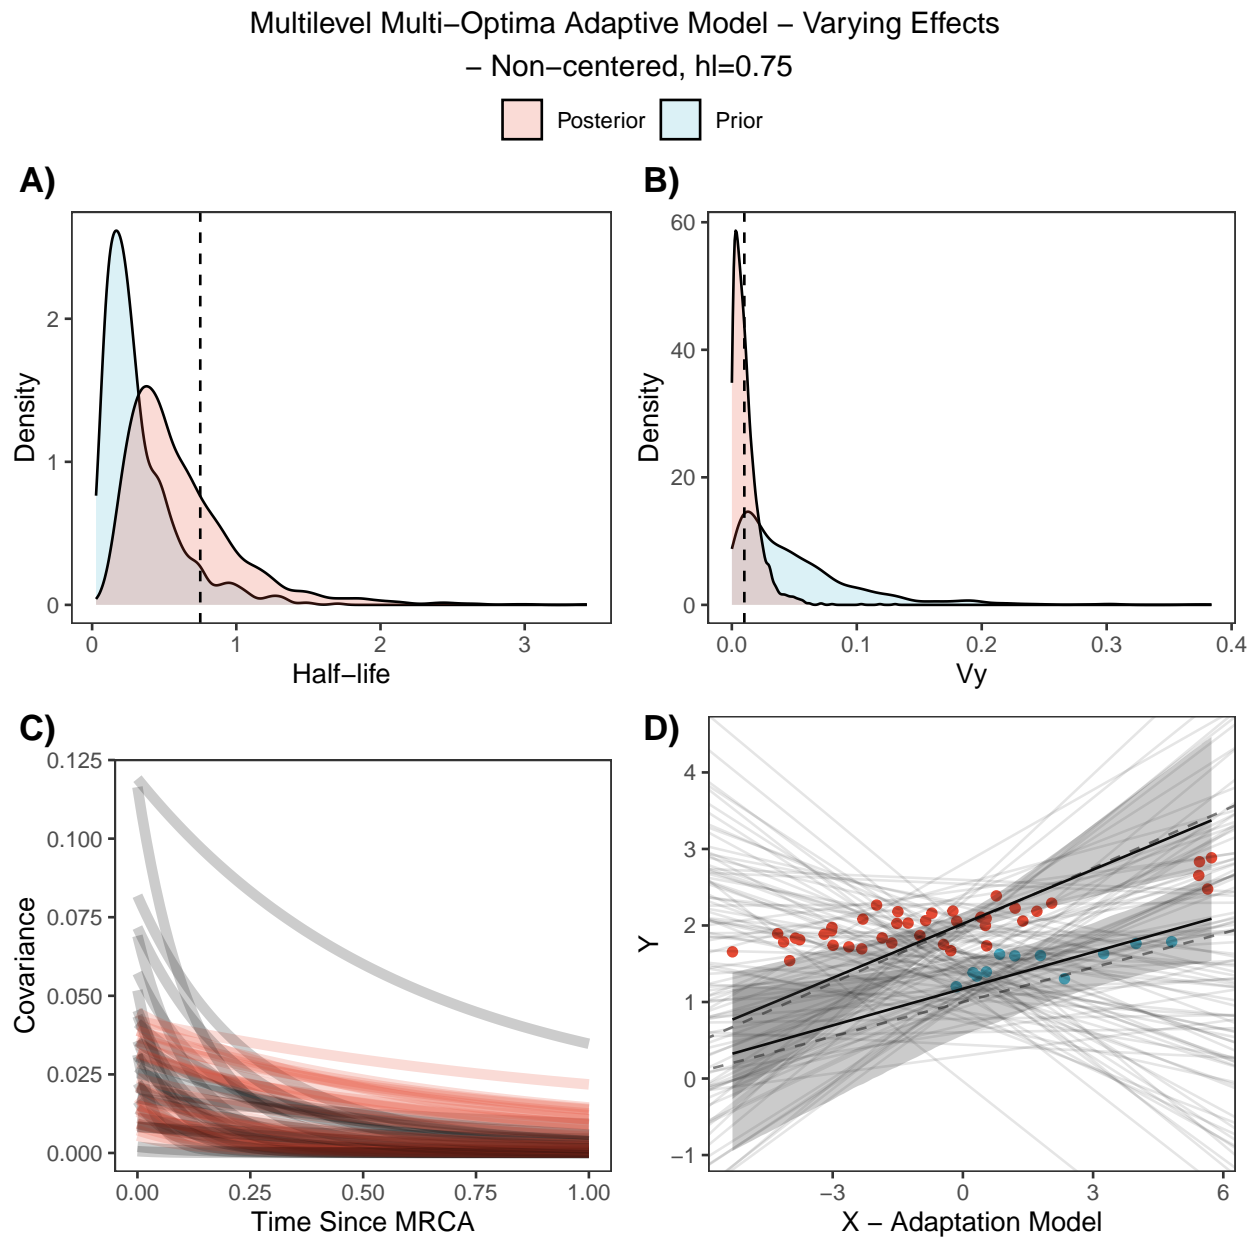 Multilevel Multi−Optima Adaptive Model − Varying Effects
− Non−centered, hl=0.75
Posterior Prior
A)
Density
0 1 2
0 1 2 3
Half−life
B)
Density
0 20 40 60
0.0 0.1 0.2 0.3 0.4
Vy
C)
Covariance
0.000 0.025 0.050 0.075 0.100 0.125
0.00 0.25 0.50 0.75 1.00
Time Since MRCA
D)
Y
−1 0 1 2 3 4
−3 0 3 6
X − Adaptation Model